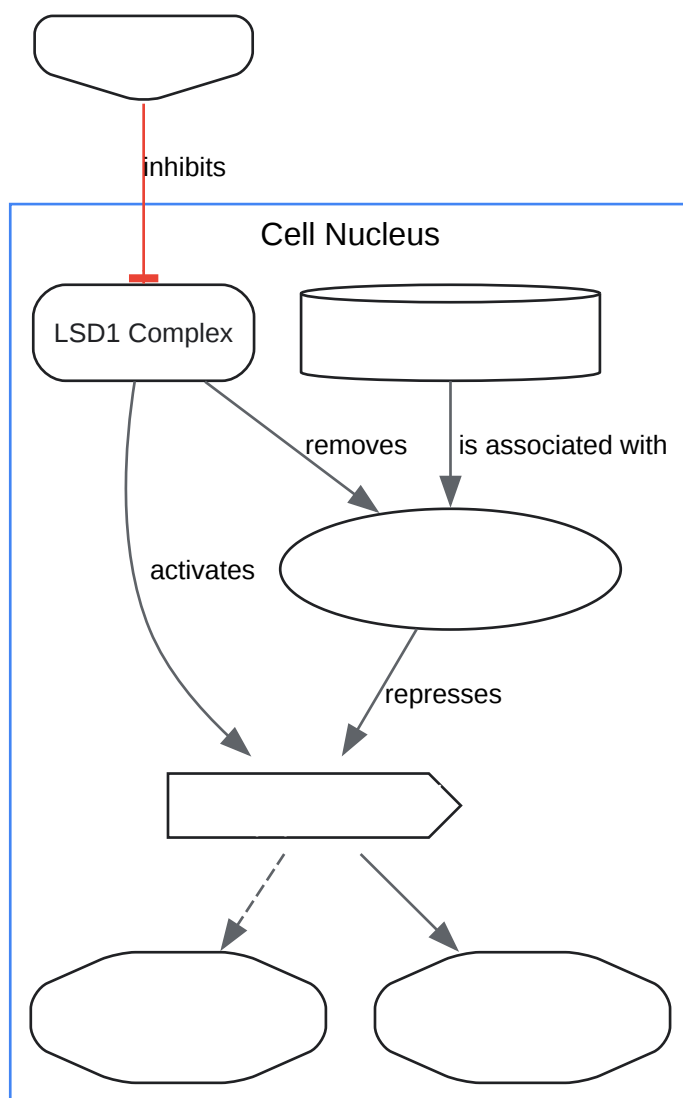 inhibits
Cell Nucleus
LSD1 Complex
removes
is associated with
activates
represses